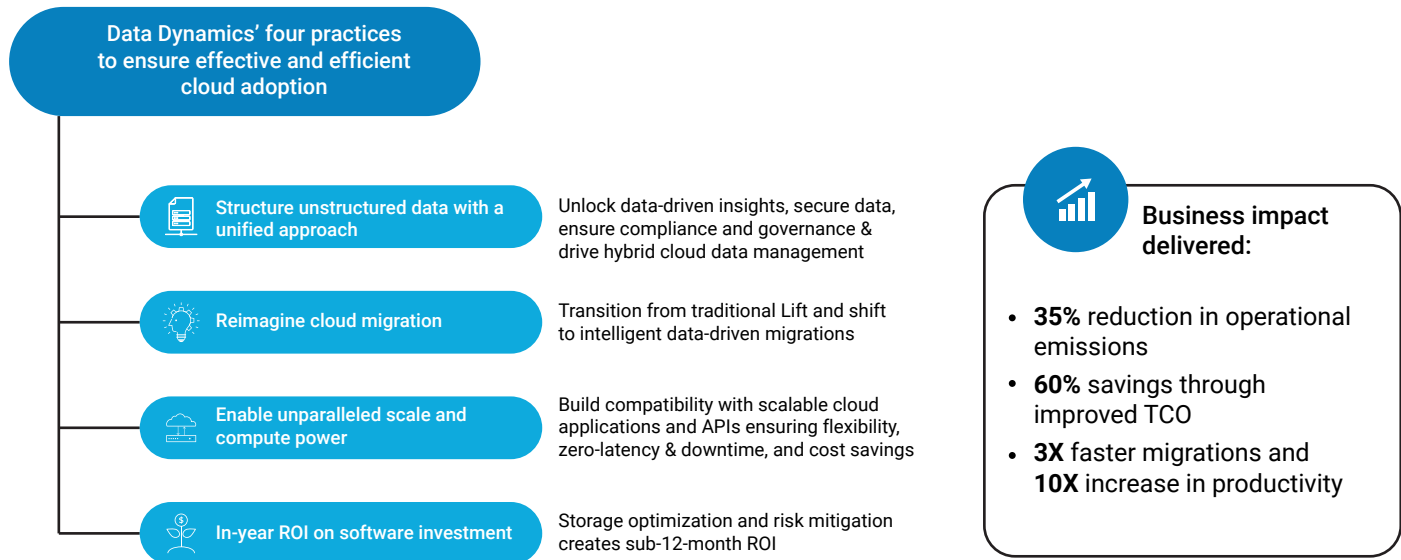 Data Dynamics’ four practices
to ensure effective and efficient
cloud adoption
Structure unstructured data with a
unified approach
Unlock data-driven insights, secure data,
ensure compliance and governance &
drive hybrid cloud data management
Reimagine cloud migration
Transition from traditional Lift and shift
to intelligent data-driven migrations
Enable unparalleled scale and
compute power
Build compatibility with scalable cloud
applications and APIs ensuring flexibility,
zero-latency & downtime, and cost savings
In-year ROI on software investment
Storage optimization and risk mitigation
creates sub-12-month ROI
Business impact
delivered:
• 35% reduction in operational
emissions
• 60% savings through
improved TCO
• 3X faster migrations and
10X increase in productivity